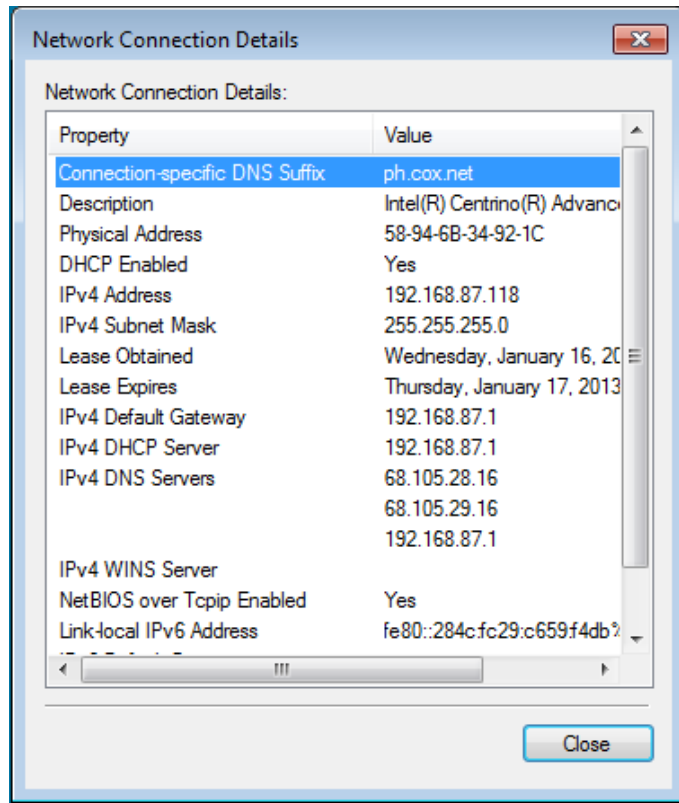 Network Connection Details
Network Connection Details:
Property Value
Connection-specific DNS Suffix ph.cox.net
Description Intel(R) Centrino(R) Advanc
Physical Address 58-94-6B-34-92-1C
DHCP Enabled Yes
IPv4 Address 192.168.87.118
IPv4 Subnet Mask 255.255.255.0
Lease Obtained Wednesday, January 16, 20
Lease Expires Thursday, January 17, 2013
IPv4 Default Gateway 192.168.87.1
IPv4 DHCP Server 192.168.87.1
IPv4 DNS Servers 68.105.28.16
68.105.29.16
192.168.87.1
IPv4 WINS Server
NetBIOS over Tcpip Enabled Yes
Link-local IPv6 Address fe80::284c:fc29:c659:f4db%
Close